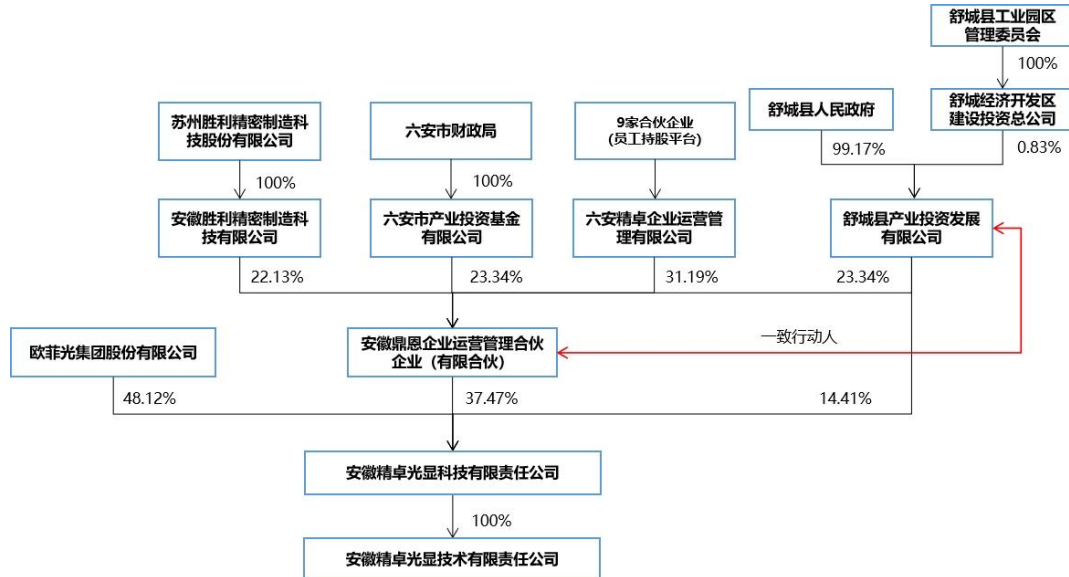 舒城县工业园区
管理委员会
100%
苏州胜利精密制造科
技股份有限公司
六安市财政局
9家合伙企业
(员工持股平台)
舒城县人民政府
舒城经济开发区
建设投资总公司
100%
100%
99.17%
0.83%
安徽胜利精密制造科
技有限公司
六安市产业投资基金
有限公司
六安精卓企业运营管
理有限公司
舒城县产业投资发展
有限公司
22.13%
23.34%
31.19%
23.34%
欧菲光集团股份有限公司
安徽鼎恩企业运营管理合伙
企业（有限合伙）
一致行动人
48.12%
37.47%
14.41%
安徽精卓光显科技有限责任公司
100%
安徽精卓光显技术有限责任公司